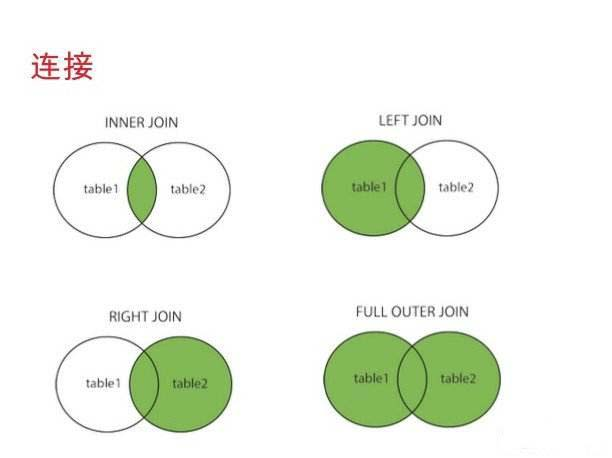 连接
INNER JOIN
table1
table2
LEFT JOIN
table1
table2
RIGHT JOIN
table1
table2
FULL OUTER JOIN
table1
table2